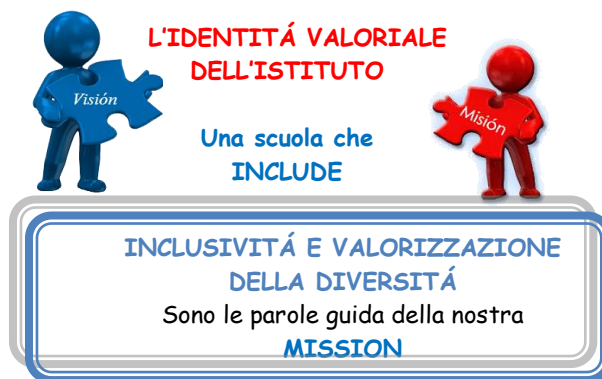 L'IDENTITÁ VALORIALE
DELL'ISTITUTO
Visión
Misión
Una scuola che
INCLUDE
INCLUSIVITÁ E VALORIZZAZIONE
DELLA DIVERSITÁ
Sono le parole guida della nostra
MISSION